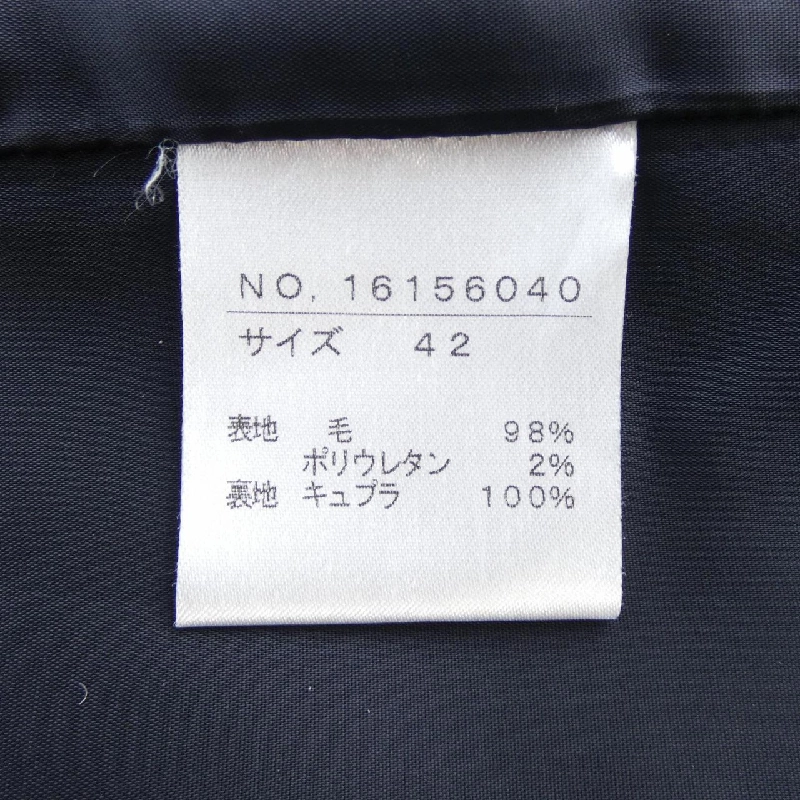 NO. 16156040
サイズ 42
表地 毛 98%
ポリウレタン 2%
裏地 キュプラ 100%